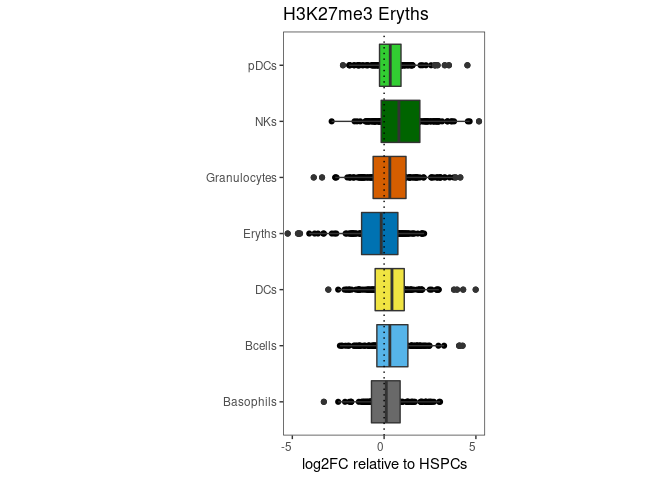 H3K27me3 Eryths
pDCs
NKs
Granulocytes
Eryths
DCs
Bcells
Basophils
-5 0 5
log2FC relative to HSPCs